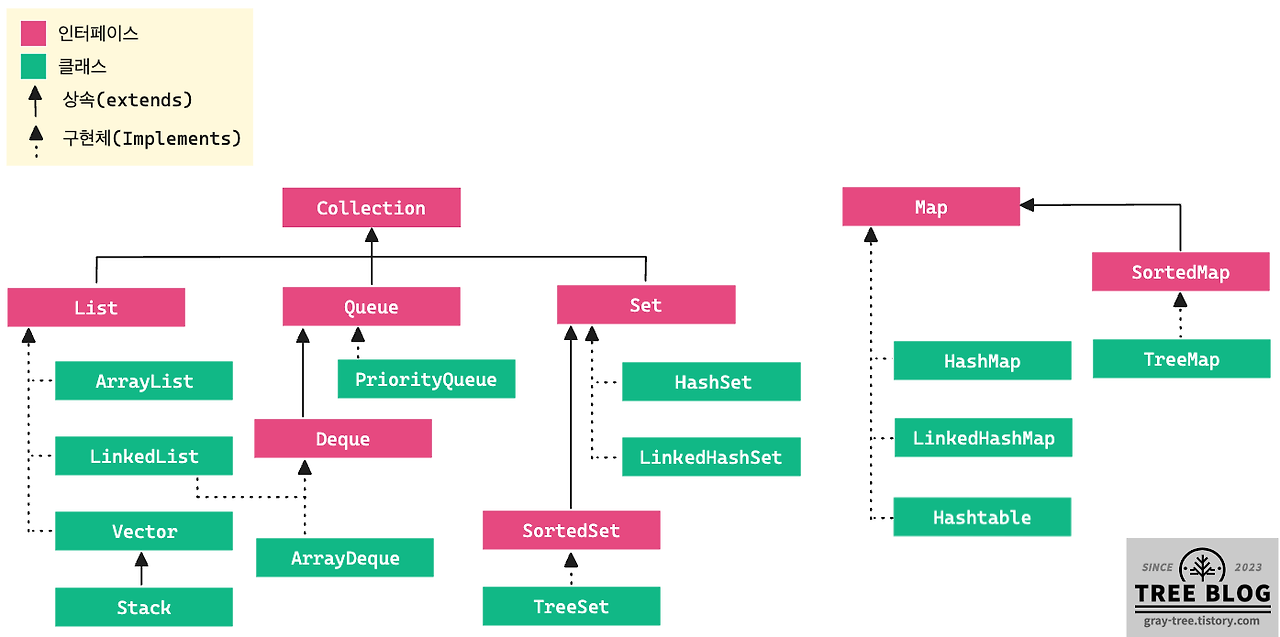 인터페이스
클래스
상속(extends)
구현체(Implements)
Collection
Map
SortedMap
List
Queue
Set
ArrayList
PriorityQueue
HashSet
HashMap
TreeMap
Deque
LinkedList
LinkedHashSet
LinkedHashMap
Vector
SortedSet
Hashtable
ArrayDeque
Stack
TreeSet
SINCE 2023
TREE BLOG
gray-tree.tistory.com